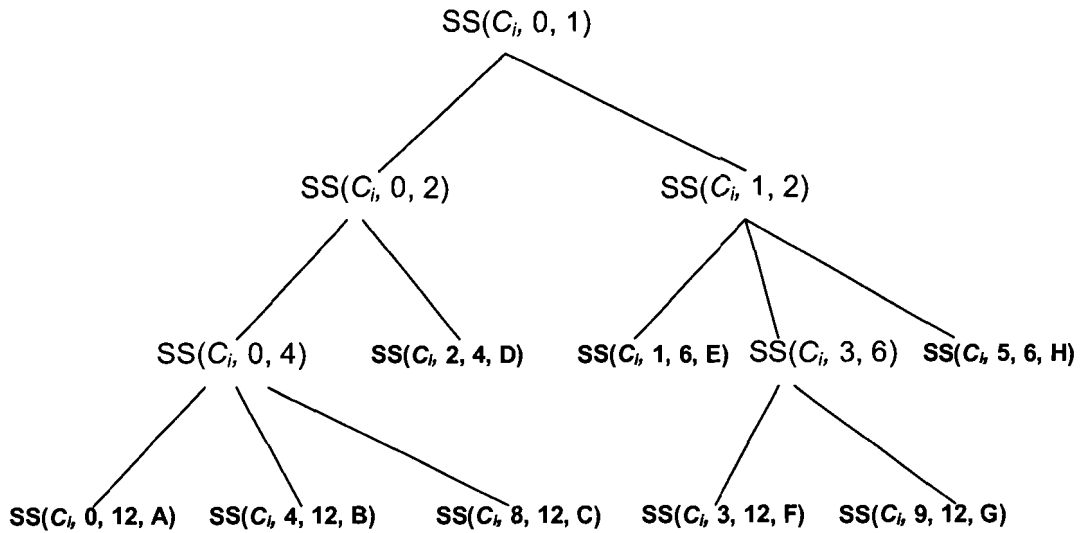 SS(Ci, 0, 1)
SS(Ci, 0, 2) SS(Ci, 1, 2)
SS(Ci, 0, 4) SS(Ci, 2, 4, D) SS(Ci, 1, 6, E) SS(Ci, 3, 6) SS(Ci, 5, 6, H)
SS(Ci, 0, 12, A) SS(Ci, 4, 12, B) SS(Ci, 8, 12, C) SS(Ci, 3, 12, F) SS(Ci, 9, 12, G)